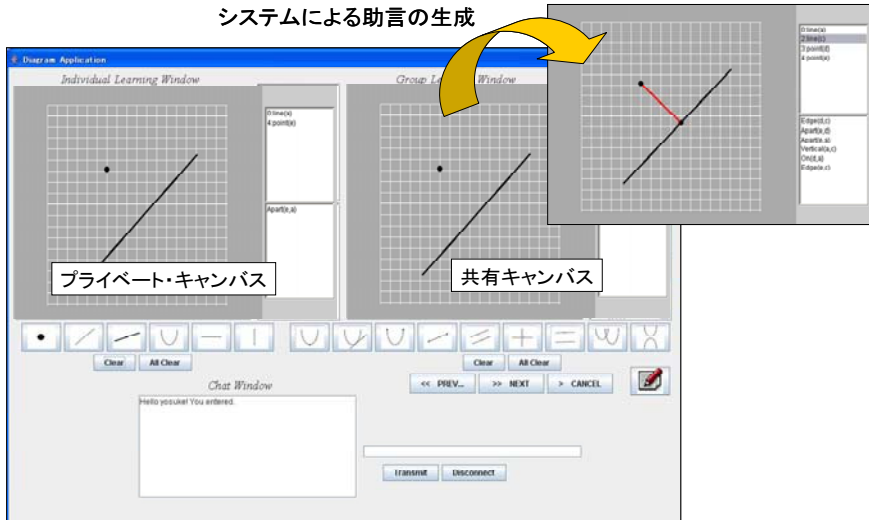 システムによる助言の生成
Diagram Application
Individual Learning Window
Group Le
Window
0:line(a)
4:point(e)
Apart(e,a)
0:line(a)
2:line(c)
3:point(d)
4:point(e)
Edge(d,c)
Apart(e,d)
Apart(e,a)
Vertical(a,c)
On(d,a)
Edge(e,c)
プライベート・キャンバス
共有キャンバス
Clear
All Clear
Clear
All Clear
Chat Window
<< PREV...
>> NEXT
> CANCEL
Hello yosuke! You entered.
Transmit
Disconnect